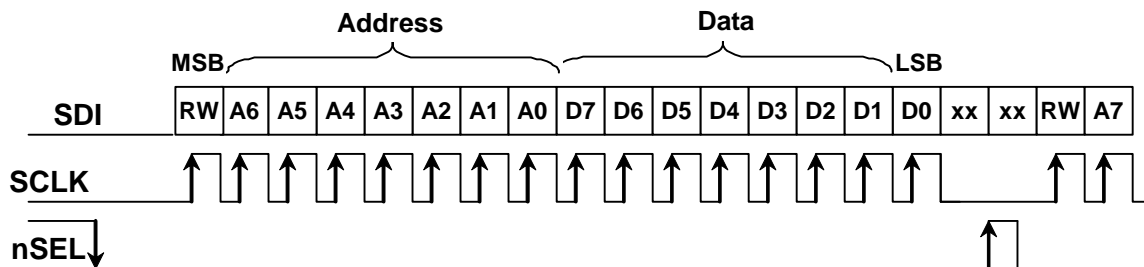 Address Data
MSB LSB
SDI RW A6 A5 A4 A3 A2 A1 A0 D7 D6 D5 D4 D3 D2 D1 D0 xx xx RW A7
SCLK
nSEL